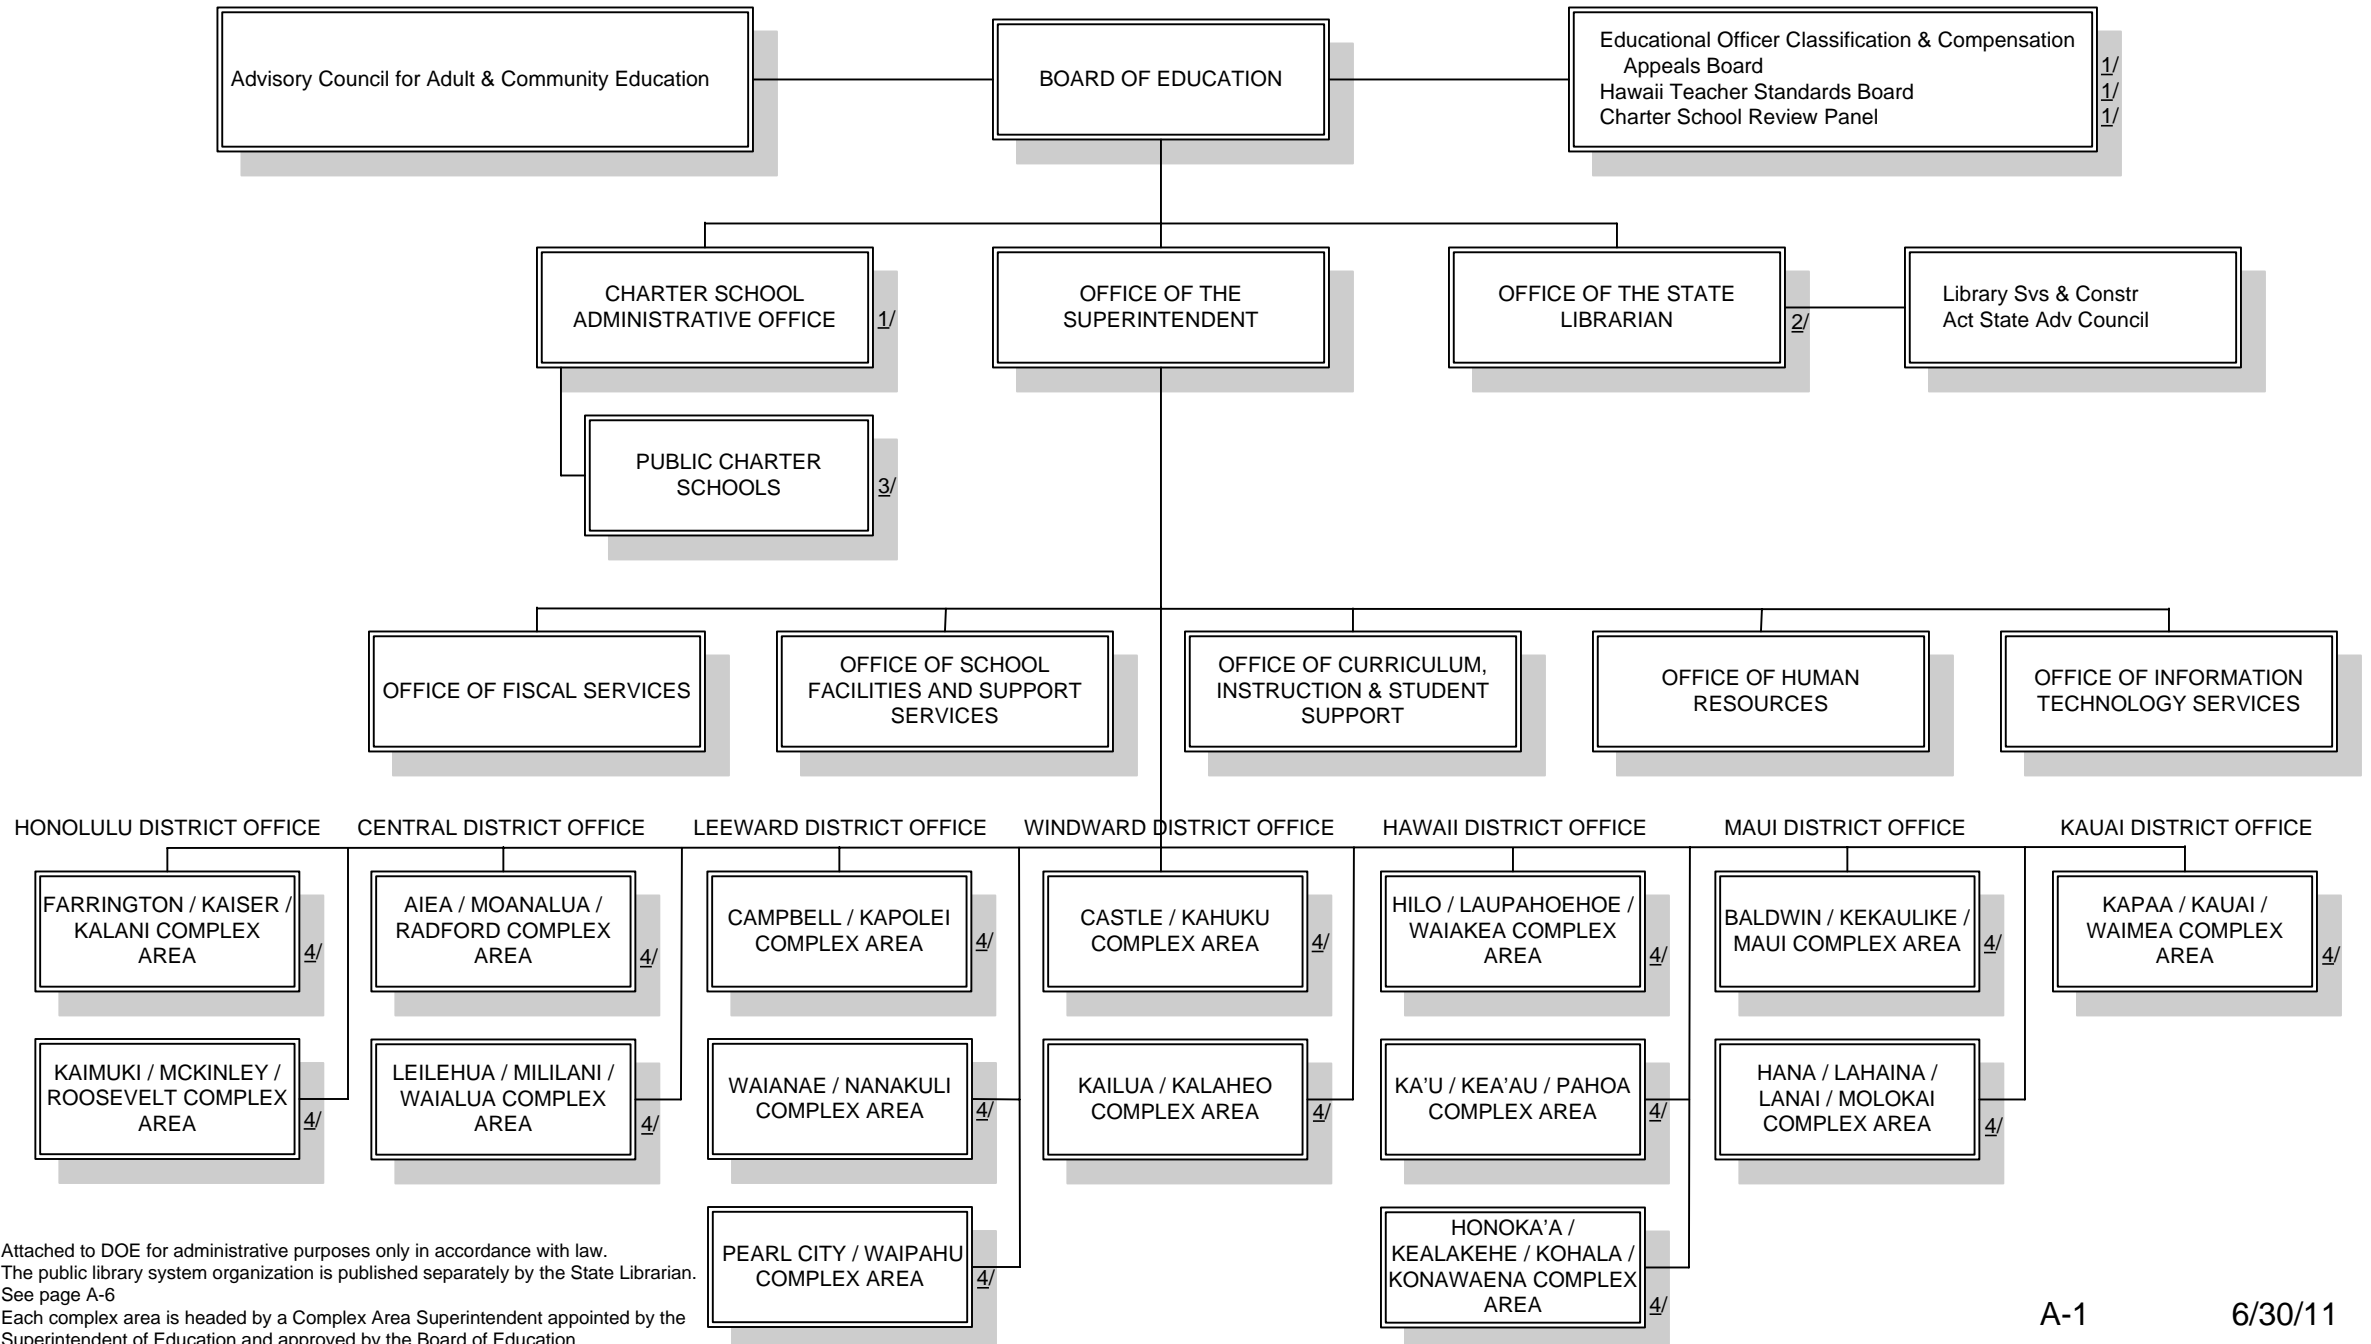 Advisory Council for Adult & Community Education
BOARD OF EDUCATION
Educational Officer Classification & Compensation
Appeals Board 1/
Hawaii Teacher Standards Board 1/
Charter School Review Panel 1/
CHARTER SCHOOL
ADMINISTRATIVE OFFICE 1/
OFFICE OF THE
SUPERINTENDENT
OFFICE OF THE STATE
LIBRARIAN 2/
Library Svs & Constr
Act State Adv Council
PUBLIC CHARTER
SCHOOLS 3/
OFFICE OF FISCAL SERVICES
OFFICE OF SCHOOL
FACILITIES AND SUPPORT
SERVICES
OFFICE OF CURRICULUM,
INSTRUCTION & STUDENT
SUPPORT
OFFICE OF HUMAN
RESOURCES
OFFICE OF INFORMATION
TECHNOLOGY SERVICES
HONOLULU DISTRICT OFFICE
CENTRAL DISTRICT OFFICE
LEEWARD DISTRICT OFFICE
WINDWARD DISTRICT OFFICE
HAWAII DISTRICT OFFICE
MAUI DISTRICT OFFICE
KAUAI DISTRICT OFFICE
FARRINGTON / KAISER /
KALANI COMPLEX
AREA 4/
AIEA / MOANALUA /
RADFORD COMPLEX
AREA 4/
CAMPBELL / KAPOLEI
COMPLEX AREA 4/
CASTLE / KAHUKU
COMPLEX AREA 4/
HILO / LAUPAHOEHOE /
WAIAKEA COMPLEX
AREA 4/
BALDWIN / KEKAULIKE /
MAUI COMPLEX AREA 4/
KAPAA / KAUAI /
WAIMEA COMPLEX
AREA 4/
KAIMUKI / MCKINLEY /
ROOSEVELT COMPLEX
AREA 4/
LEILEHUA / MILILANI /
WAIALUA COMPLEX
AREA 4/
WAIANAE / NANAKULI
COMPLEX AREA 4/
KAILUA / KALAHEO
COMPLEX AREA 4/
KA'U / KEA'AU / PAHOA
COMPLEX AREA 4/
HANA / LAHAINA /
LANAI / MOLOKAI
COMPLEX AREA 4/
PEARL CITY / WAIPAHU
COMPLEX AREA 4/
HONOKA'A /
KEALAKEHE / KOHALA /
KONAWAENA COMPLEX
AREA 4/
Attached to DOE for administrative purposes only in accordance with law.
The public library system organization is published separately by the State Librarian.
See page A-6
Each complex area is headed by a Complex Area Superintendent appointed by the
Superintendent of Education and approved by the Board of Education
A-1 6/30/11